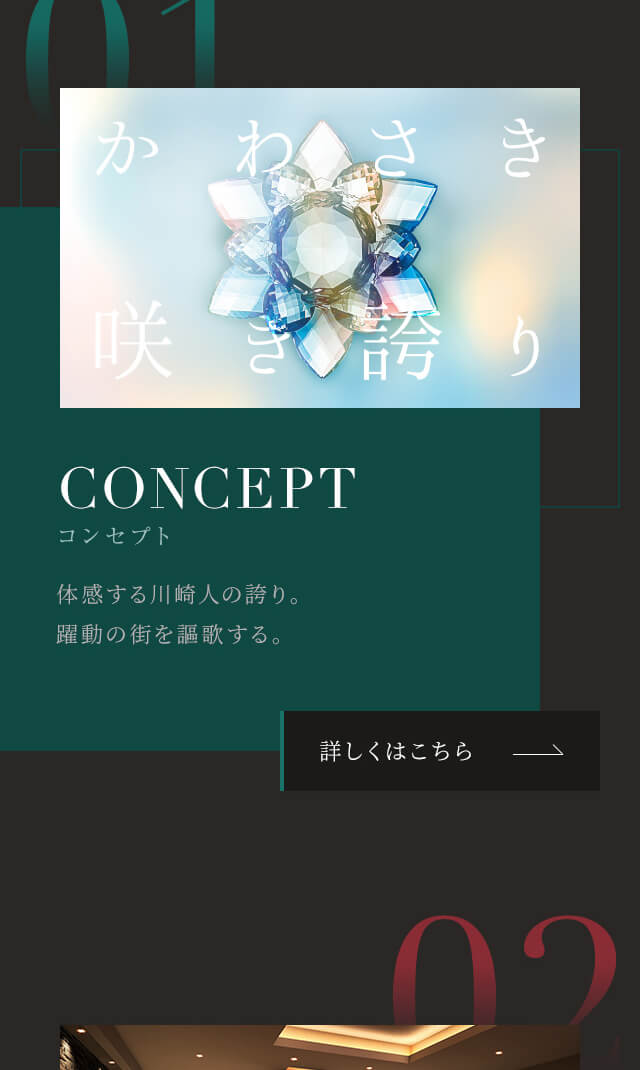 01
かわさき
咲き誇り
CONCEPT
コンセプト
体感する川崎人の誇り。
躍動の街を謳歌する。
詳しくはこちら
02